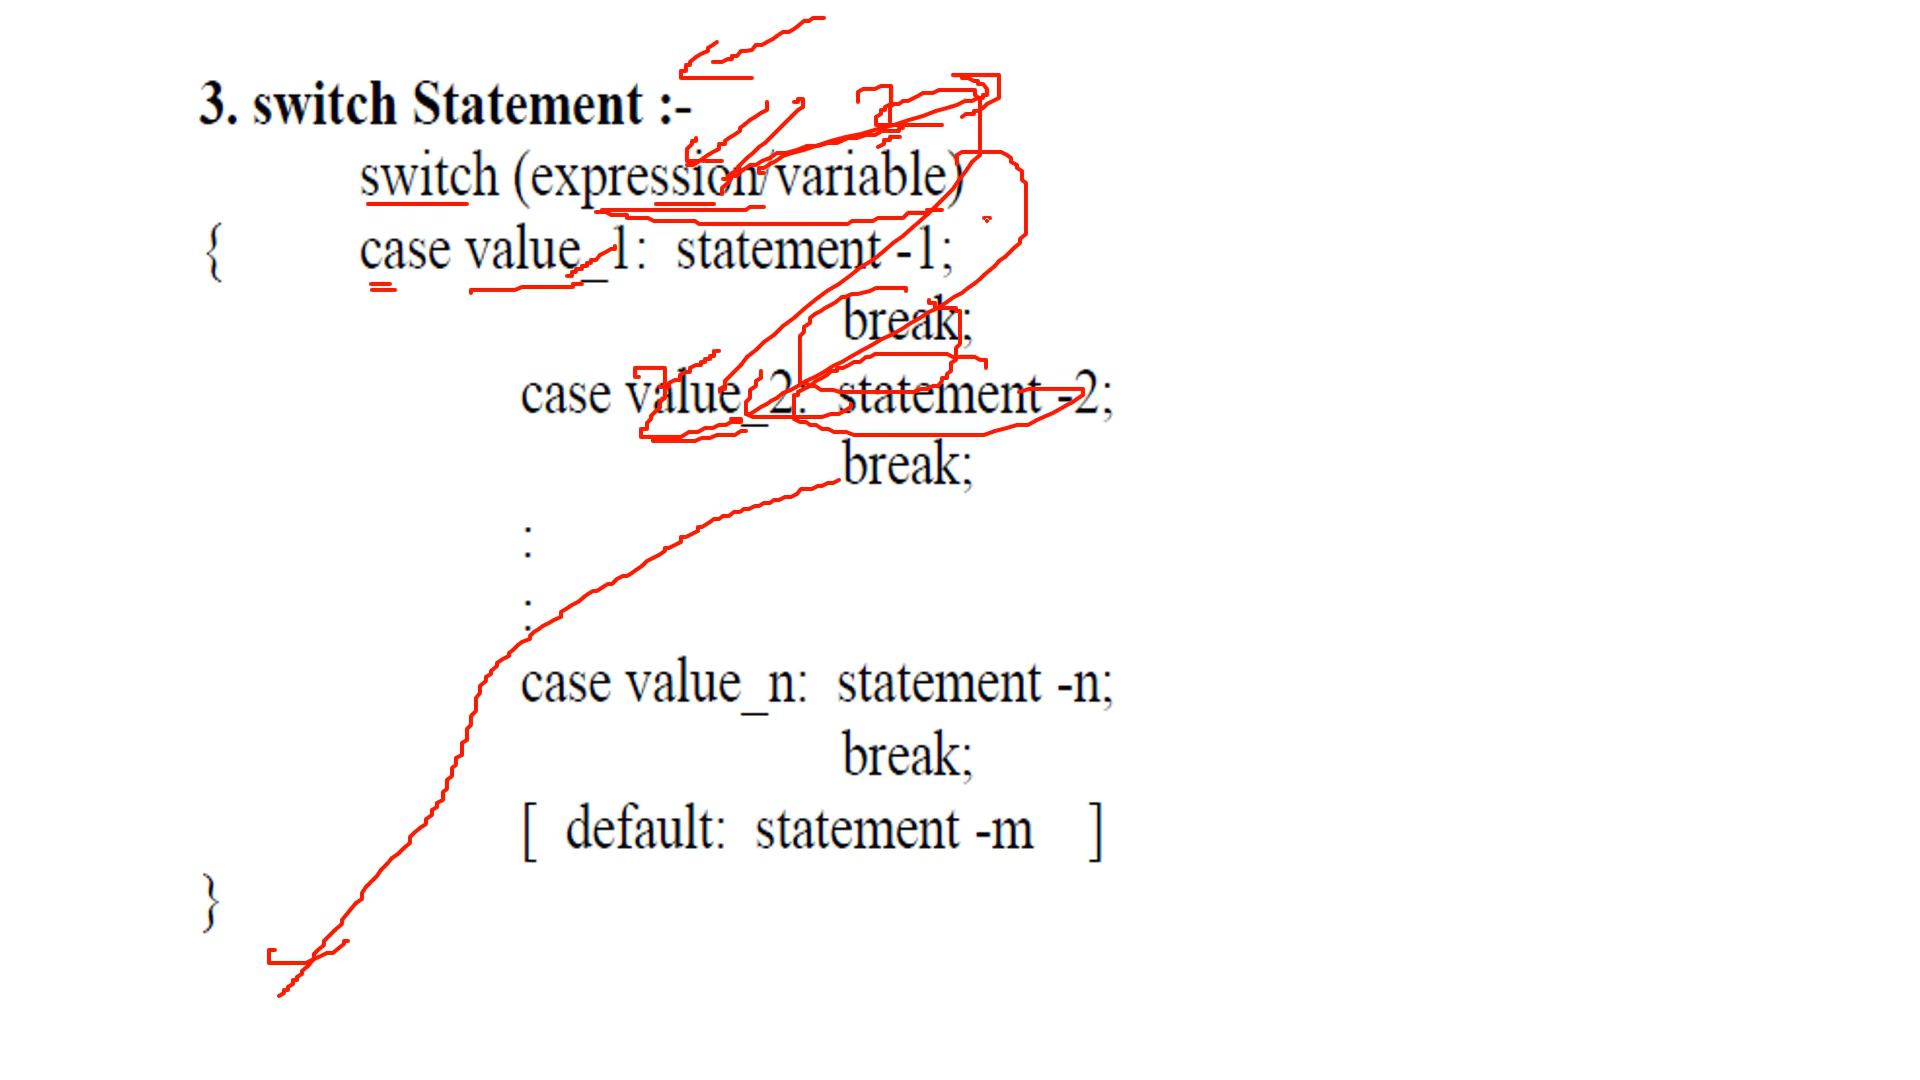 3. switch Statement :-
switch (expression/variable)
{ case value_1: statement -1;
break;
case value_2: statement -2;
break;
:
:
case value_n: statement -n;
break;
[ default: statement -m ]
}